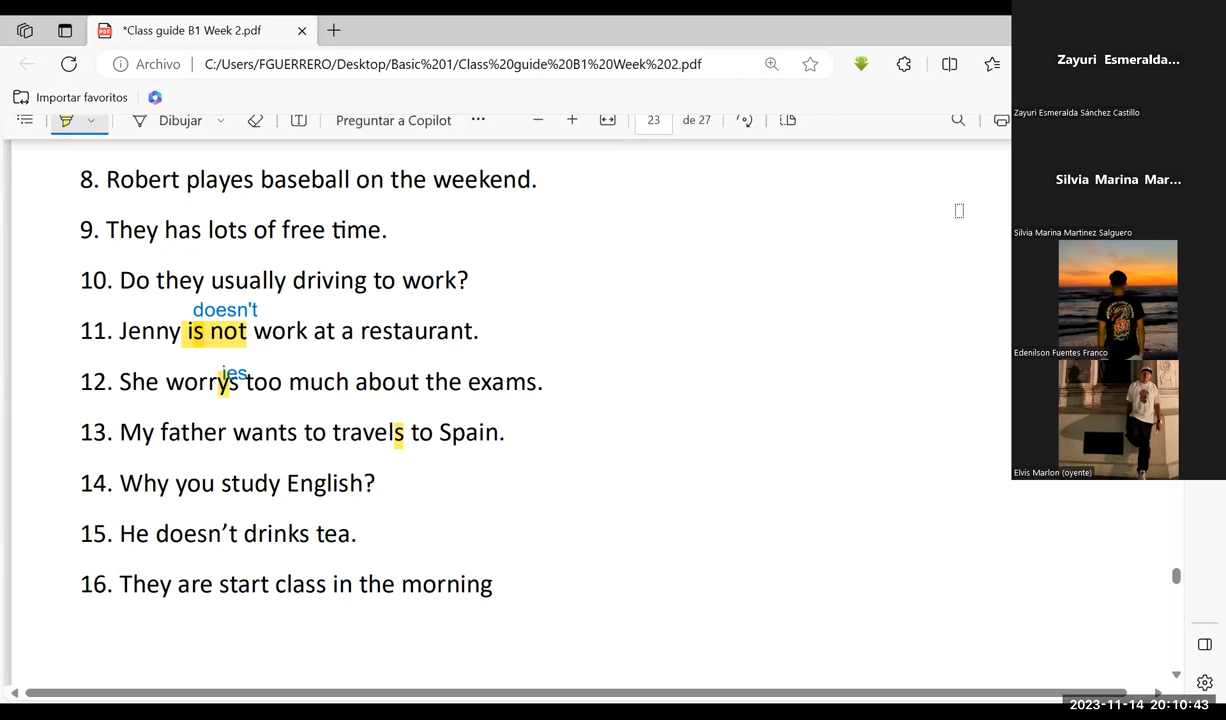 *Class guide B1 Week 2.pdf
Archivo
C:/Users/FGUERRERO/Desktop/Basic%201/Class%20guide%20B1%20Week%202.pdf
Importar favoritos
Dibujar
Preguntar a Copilot
23
de 27
8. Robert playes baseball on the weekend.
9. They has lots of free time.
10. Do they usually driving to work?
doesn't
11. Jenny is not work at a restaurant.
ies
12. She worrys too much about the exams.
13. My father wants to travels to Spain.
14. Why you study English?
15. He doesn't drinks tea.
16. They are start class in the morning
Zayuri Esmeralda...
Zayuri Esmeralda Sánchez Castillo
Silvia Marina Mar...
Silvia Marina Martinez Salguero
Edenilson Fuentes Franco
Elvis Marlon (oyente)
2023-11-14 20:10:43